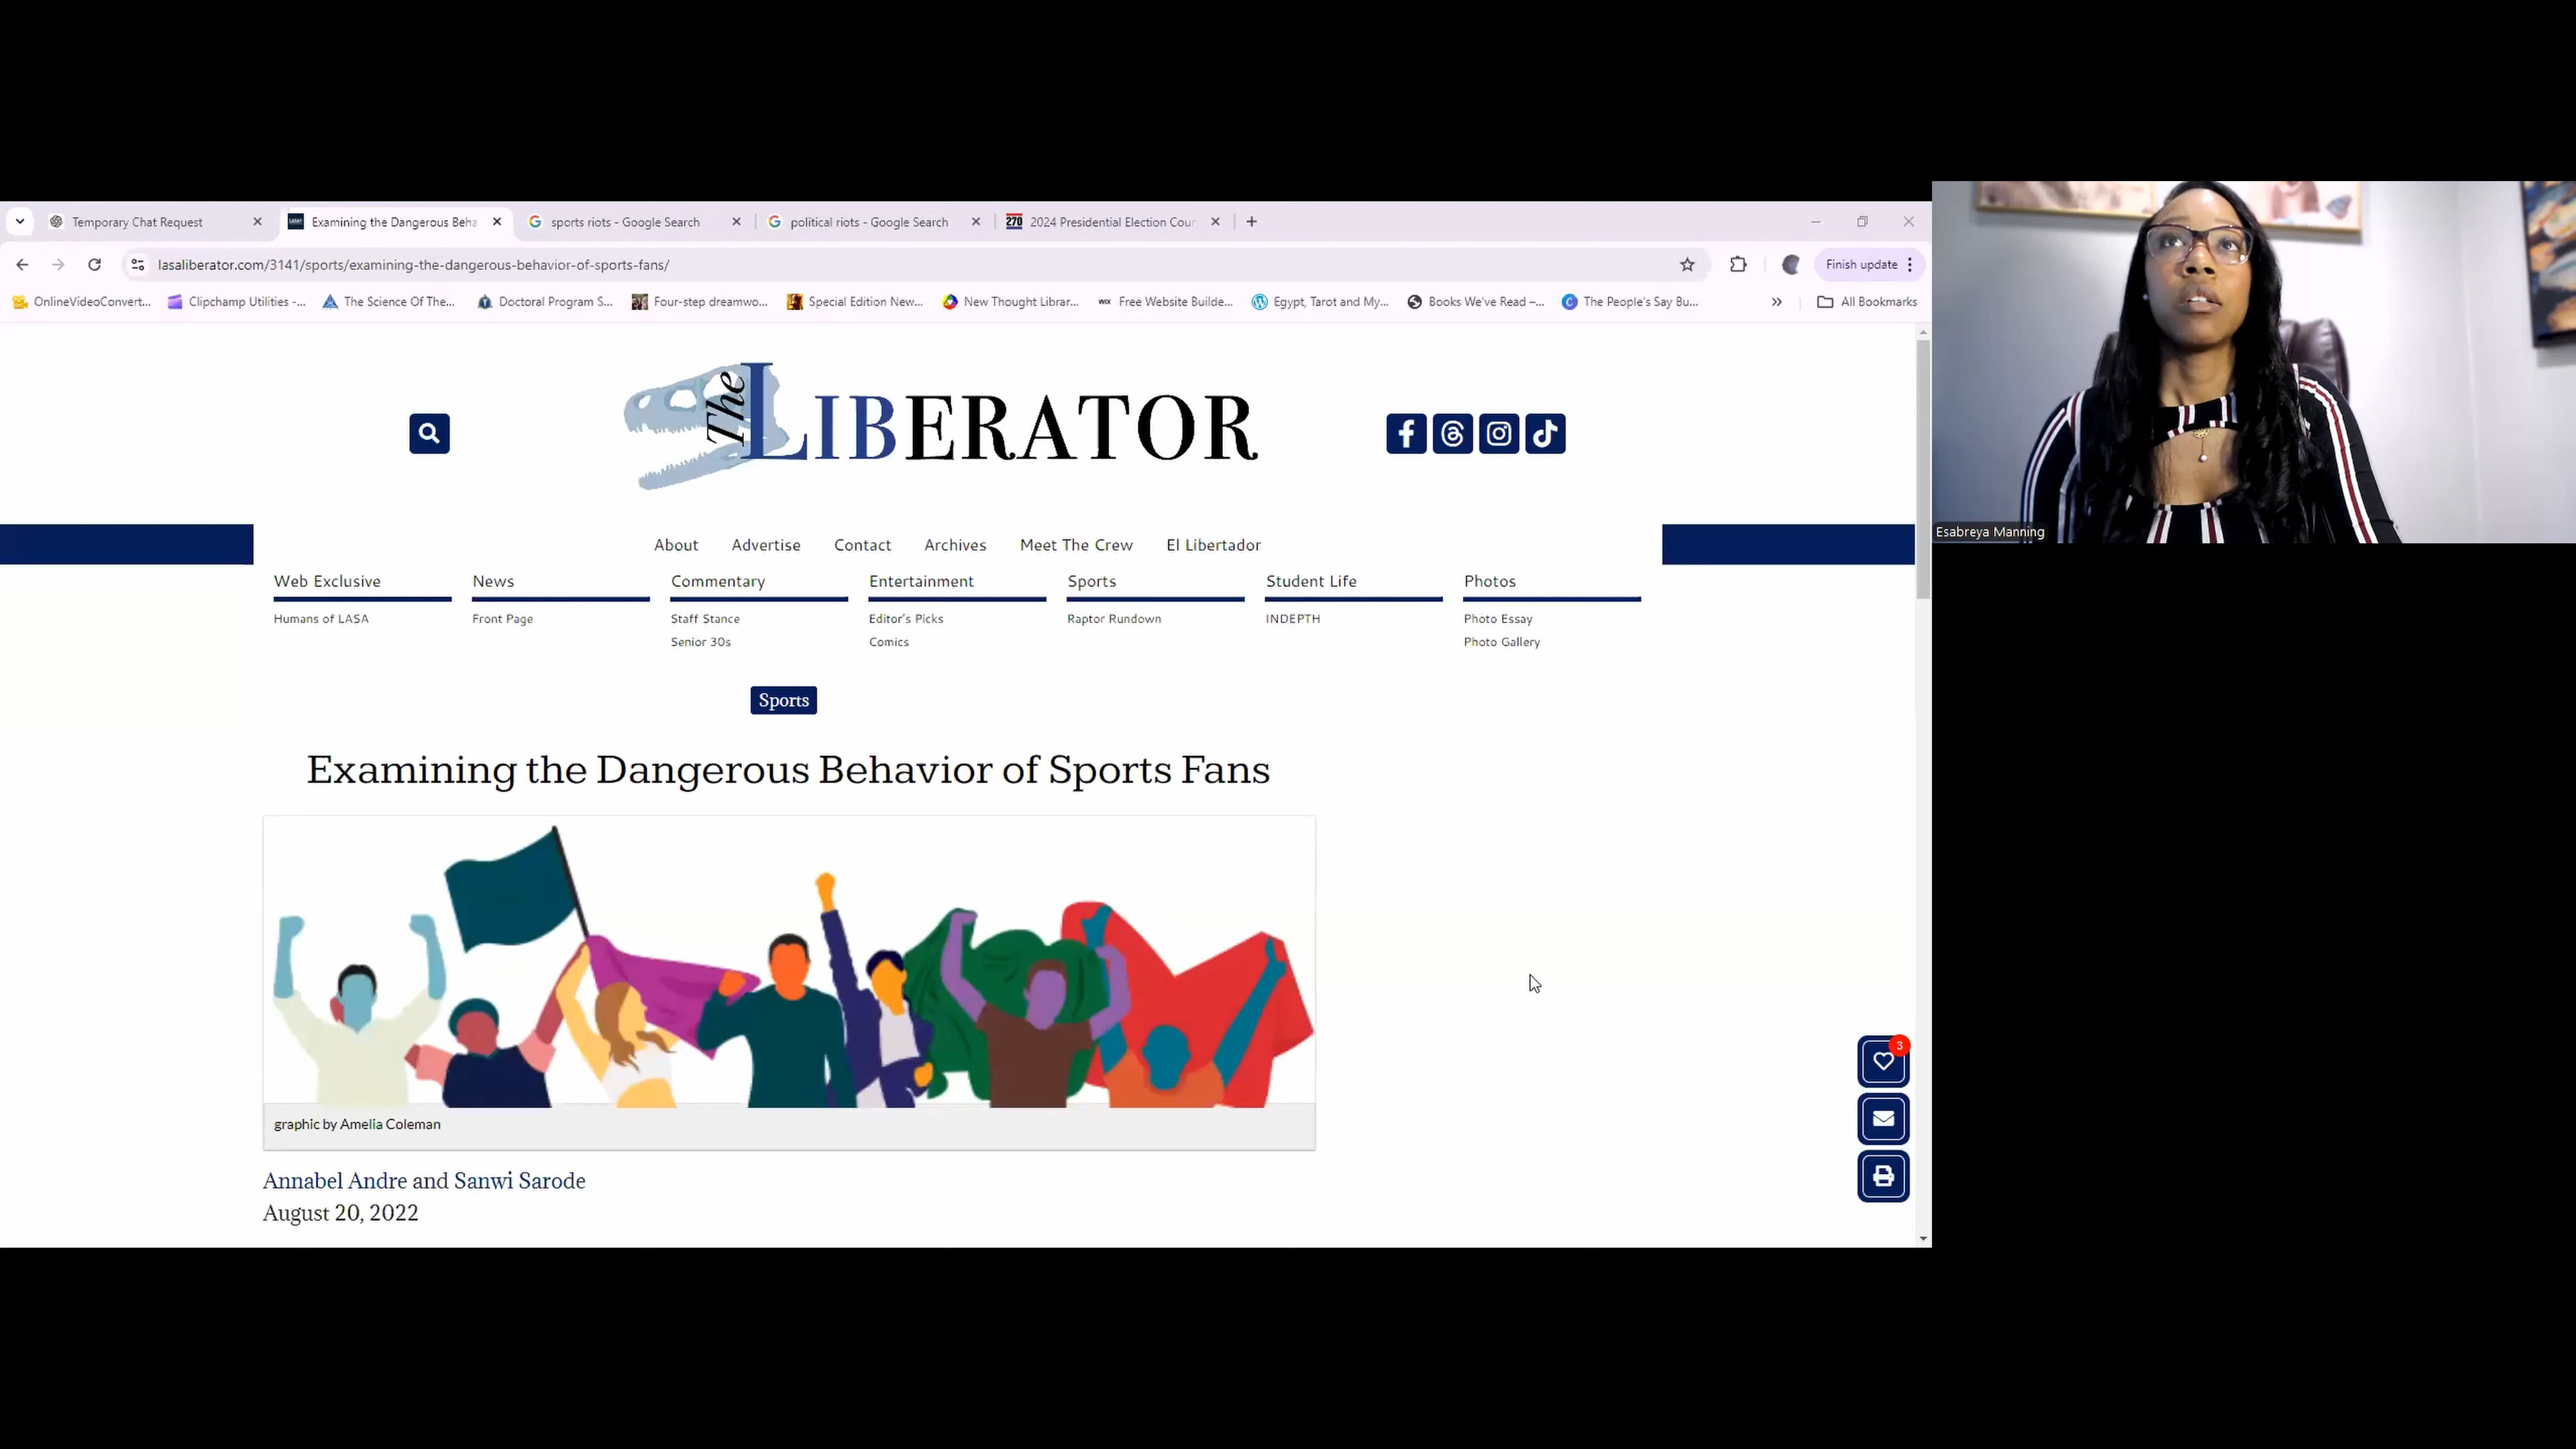 Temporary Chat Request
Examining the Dangerous Beha
sports riots - Google Search
political riots - Google Search
270
2024 Presidential Election Cour
lasaliberator.com/3141/sports/examining-the-dangerous-behavior-of-sports-fans/
Finish update
OnlineVideoConvert...
Clipchamp Utilities -...
The Science Of The...
Doctoral Program S...
Four-step dreamwo...
Special Edition New...
New Thought Librar...
WIX
Free Website Builde...
Egypt, Tarot and My...
Books We've Read –...
The People's Say Bu...
All Bookmarks
The LIBERATOR
About
Advertise
Contact
Archives
Meet The Crew
El Libertador
Web Exclusive
News
Commentary
Entertainment
Sports
Student Life
Photos
Humans of LASA
Front Page
Staff Stance
Editor's Picks
Raptor Rundown
INDEPTH
Photo Essay
Senior 30s
Comics
Photo Gallery
Sports
Examining the Dangerous Behavior of Sports Fans
graphic by Amelia Coleman
Annabel Andre and Sanwi Sarode
August 20, 2022
3
Esabreya Manning